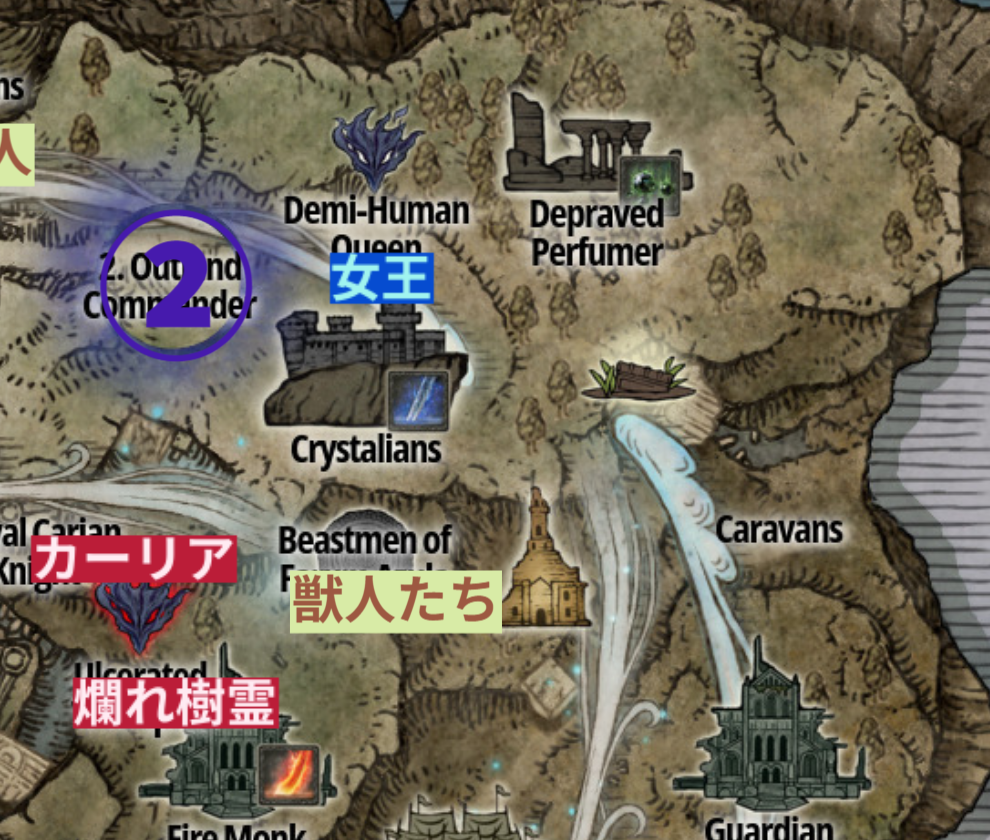 ns
人
Demi-Human
Queen
女王
Depraved
Perfumer
2
2. Outland
Commander
Crystalians
Caravans
Beastmen of
獣人たち
カーリア
Ulcerated
爛れ樹霊
Fire Monk
Guardian